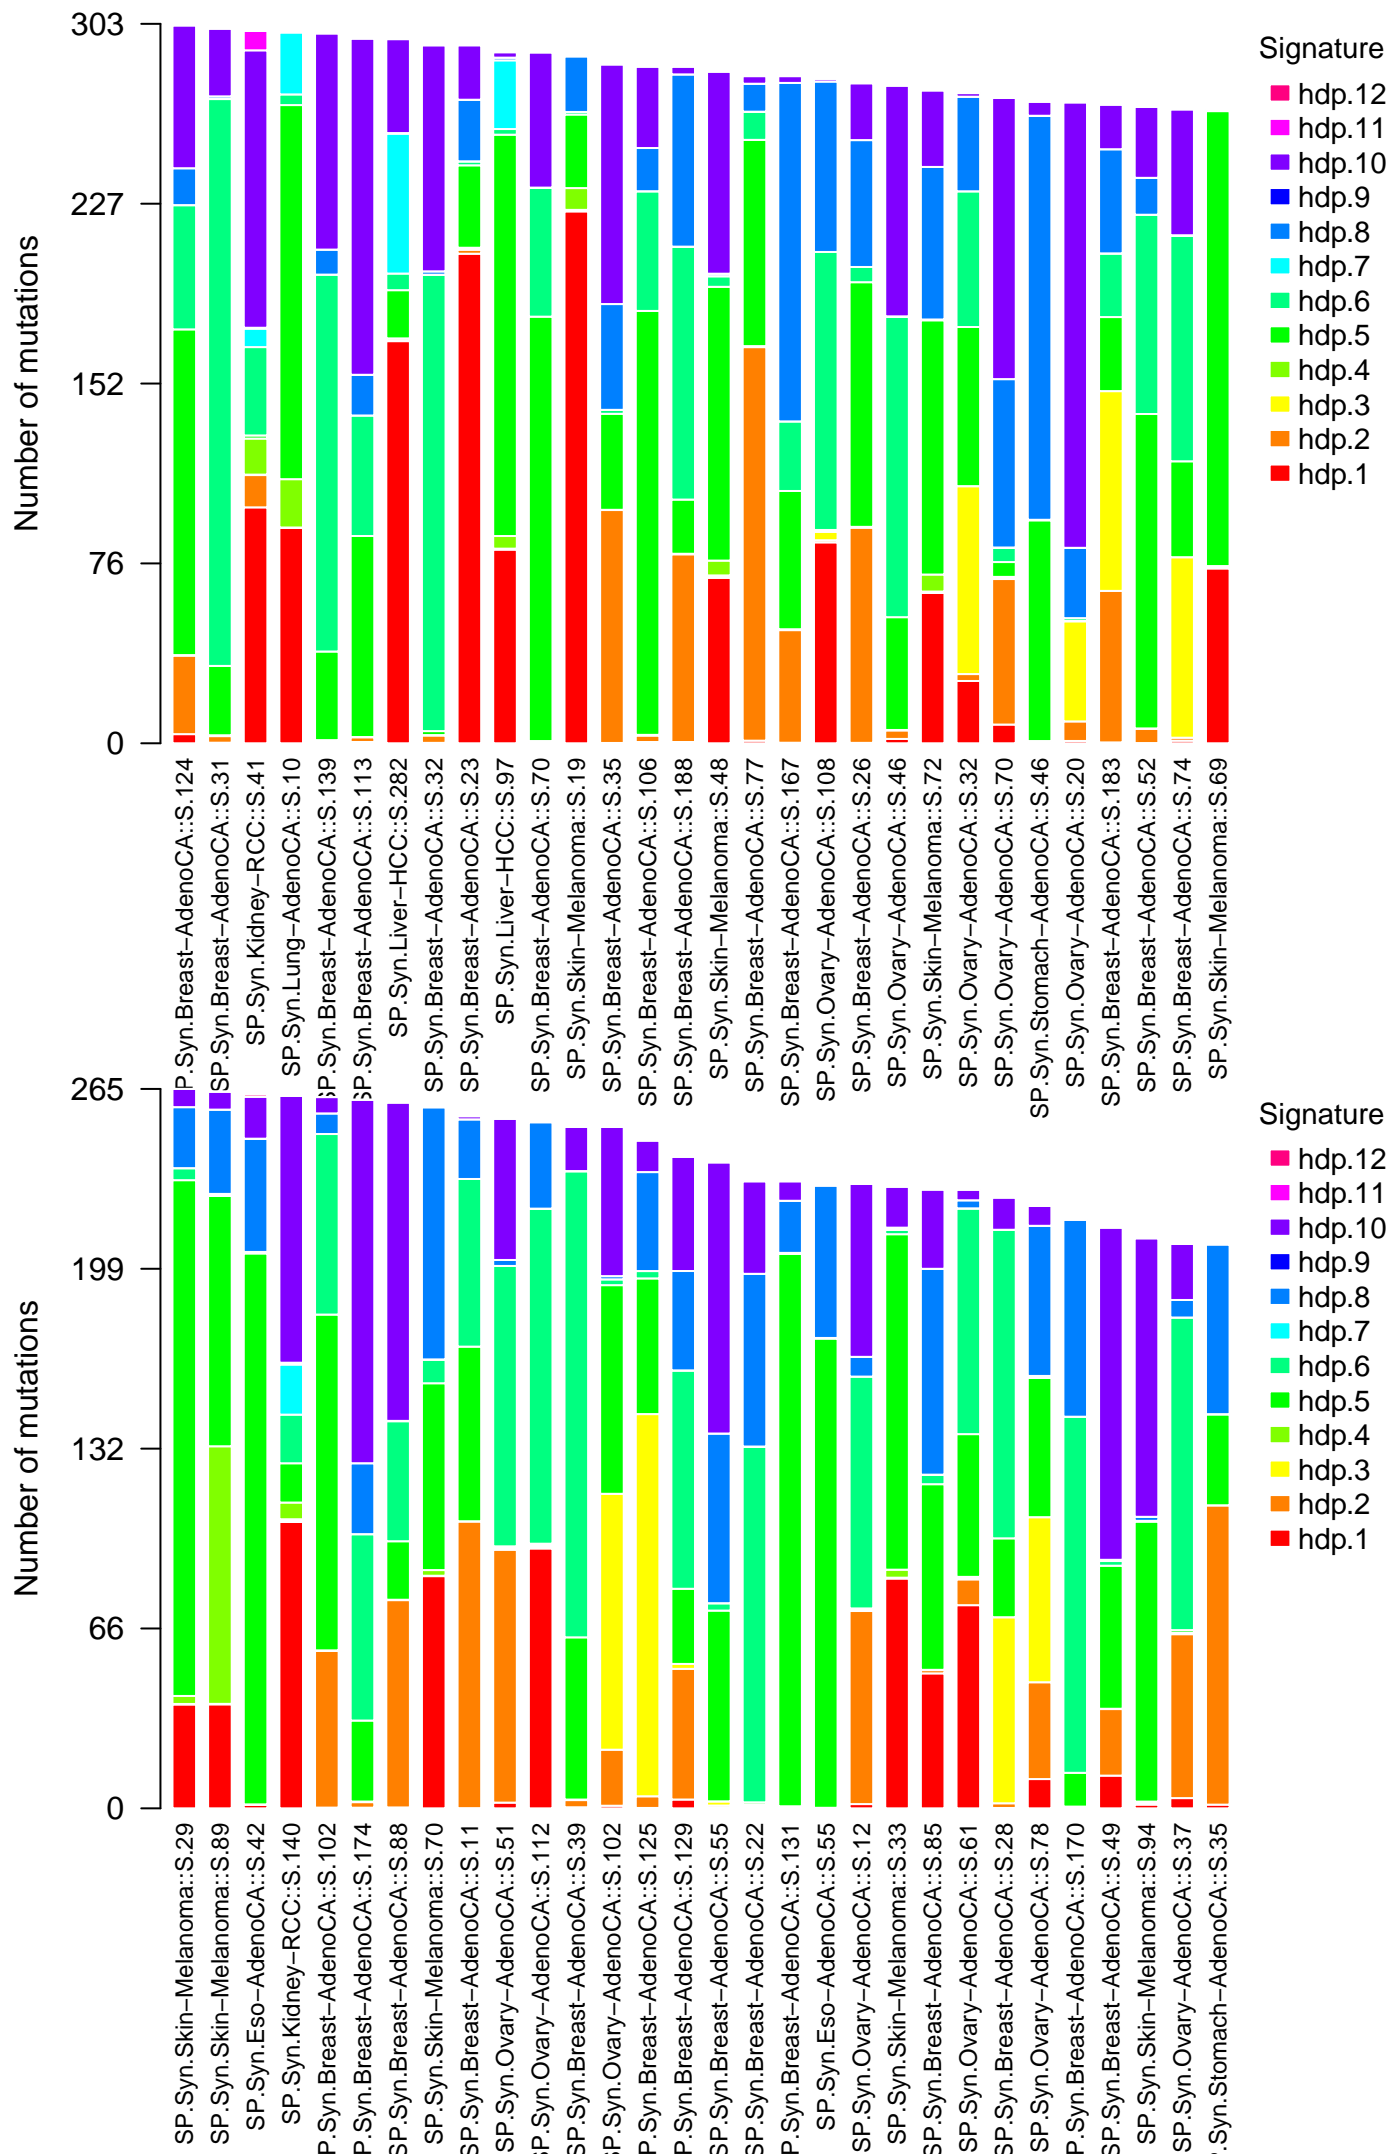 303
227
152
76
0
Number of mutations
Signature
hdp.12
hdp.11
hdp.10
hdp.9
hdp.8
hdp.7
hdp.6
hdp.5
hdp.4
hdp.3
hdp.2
hdp.1
P.Syn.Breast–AdenoCA::S.124
SP.Syn.Breast–AdenoCA::S.31
SP.Syn.Kidney–RCC::S.41
SP.Syn.Lung–AdenoCA::S.10
SP.Syn.Breast–AdenoCA::S.139
SP.Syn.Breast–AdenoCA::S.113
SP.Syn.Liver–HCC::S.282
SP.Syn.Breast–AdenoCA::S.32
SP.Syn.Breast–AdenoCA::S.23
SP.Syn.Liver–HCC::S.97
SP.Syn.Breast–AdenoCA::S.70
SP.Syn.Skin–Melanoma::S.19
SP.Syn.Breast–AdenoCA::S.35
SP.Syn.Breast–AdenoCA::S.106
SP.Syn.Breast–AdenoCA::S.188
SP.Syn.Skin–Melanoma::S.48
SP.Syn.Breast–AdenoCA::S.77
SP.Syn.Breast–AdenoCA::S.167
SP.Syn.Ovary–AdenoCA::S.108
SP.Syn.Breast–AdenoCA::S.26
SP.Syn.Ovary–AdenoCA::S.46
SP.Syn.Skin–Melanoma::S.72
SP.Syn.Ovary–AdenoCA::S.32
SP.Syn.Ovary–AdenoCA::S.70
SP.Syn.Stomach–AdenoCA::S.46
SP.Syn.Ovary–AdenoCA::S.20
SP.Syn.Breast–AdenoCA::S.183
SP.Syn.Breast–AdenoCA::S.52
SP.Syn.Breast–AdenoCA::S.74
SP.Syn.Skin–Melanoma::S.69
265
199
132
66
0
Number of mutations
Signature
hdp.12
hdp.11
hdp.10
hdp.9
hdp.8
hdp.7
hdp.6
hdp.5
hdp.4
hdp.3
hdp.2
hdp.1
SP.Syn.Skin–Melanoma::S.29
SP.Syn.Skin–Melanoma::S.89
SP.Syn.Eso–AdenoCA::S.42
SP.Syn.Kidney–RCC::S.140
P.Syn.Breast–AdenoCA::S.102
P.Syn.Breast–AdenoCA::S.174
SP.Syn.Breast–AdenoCA::S.88
SP.Syn.Skin–Melanoma::S.70
SP.Syn.Breast–AdenoCA::S.11
SP.Syn.Ovary–AdenoCA::S.51
SP.Syn.Ovary–AdenoCA::S.112
SP.Syn.Breast–AdenoCA::S.39
SP.Syn.Ovary–AdenoCA::S.102
P.Syn.Breast–AdenoCA::S.125
P.Syn.Breast–AdenoCA::S.129
SP.Syn.Breast–AdenoCA::S.55
SP.Syn.Breast–AdenoCA::S.22
P.Syn.Breast–AdenoCA::S.131
SP.Syn.Eso–AdenoCA::S.55
SP.Syn.Ovary–AdenoCA::S.12
SP.Syn.Skin–Melanoma::S.33
SP.Syn.Breast–AdenoCA::S.85
SP.Syn.Ovary–AdenoCA::S.61
SP.Syn.Breast–AdenoCA::S.28
SP.Syn.Ovary–AdenoCA::S.78
P.Syn.Breast–AdenoCA::S.170
SP.Syn.Breast–AdenoCA::S.49
SP.Syn.Skin–Melanoma::S.94
SP.Syn.Ovary–AdenoCA::S.37
.Syn.Stomach–AdenoCA::S.35